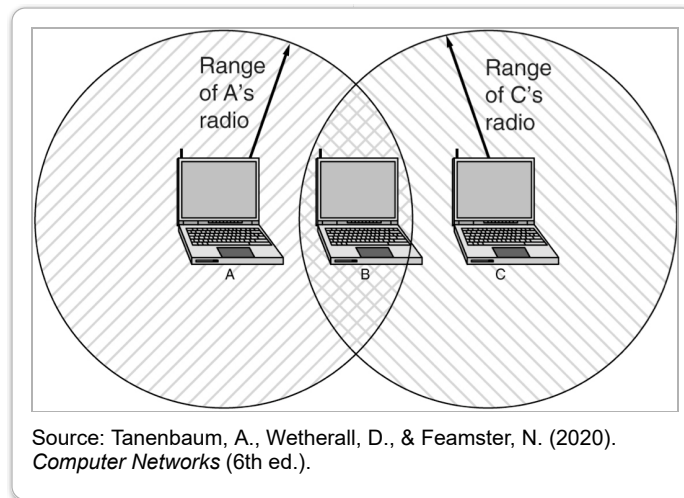 Range
of A's
radio
Range
of C's
radio
A
B
C
Source: Tanenbaum, A., Wetherall, D., & Feamster, N. (2020).
Computer Networks (6th ed.).